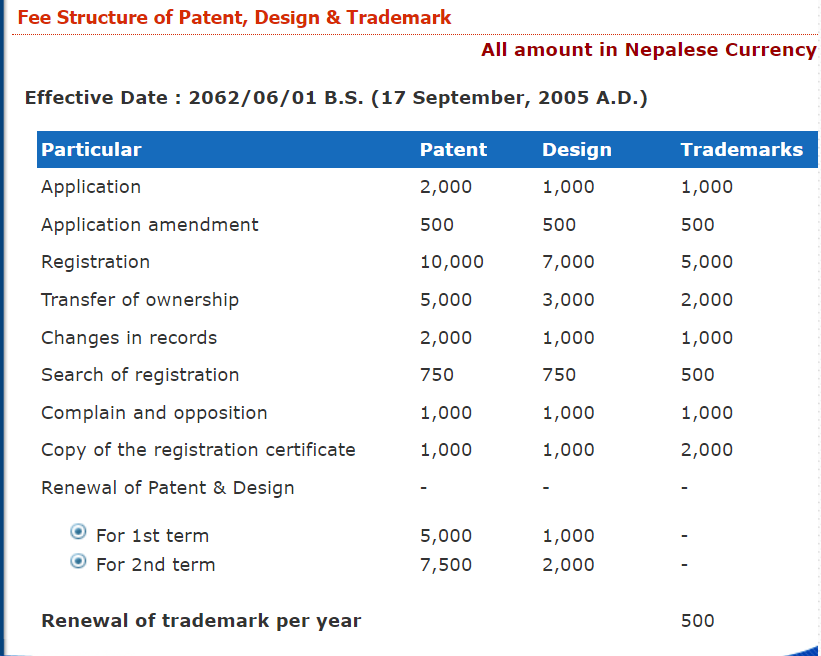 Fee Structure of Patent, Design & Trademark
All amount in Nepalese Currency
Effective Date : 2062/06/01 B.S. (17 September, 2005 A.D.)
Particular Patent Design Trademarks
Application 2,000 1,000 1,000
Application amendment 500 500 500
Registration 10,000 7,000 5,000
Transfer of ownership 5,000 3,000 2,000
Changes in records 2,000 1,000 1,000
Search of registration 750 750 500
Complain and opposition 1,000 1,000 1,000
Copy of the registration certificate 1,000 1,000 2,000
Renewal of Patent & Design - - -
For 1st term 5,000 1,000 -
For 2nd term 7,500 2,000 -
Renewal of trademark per year 500